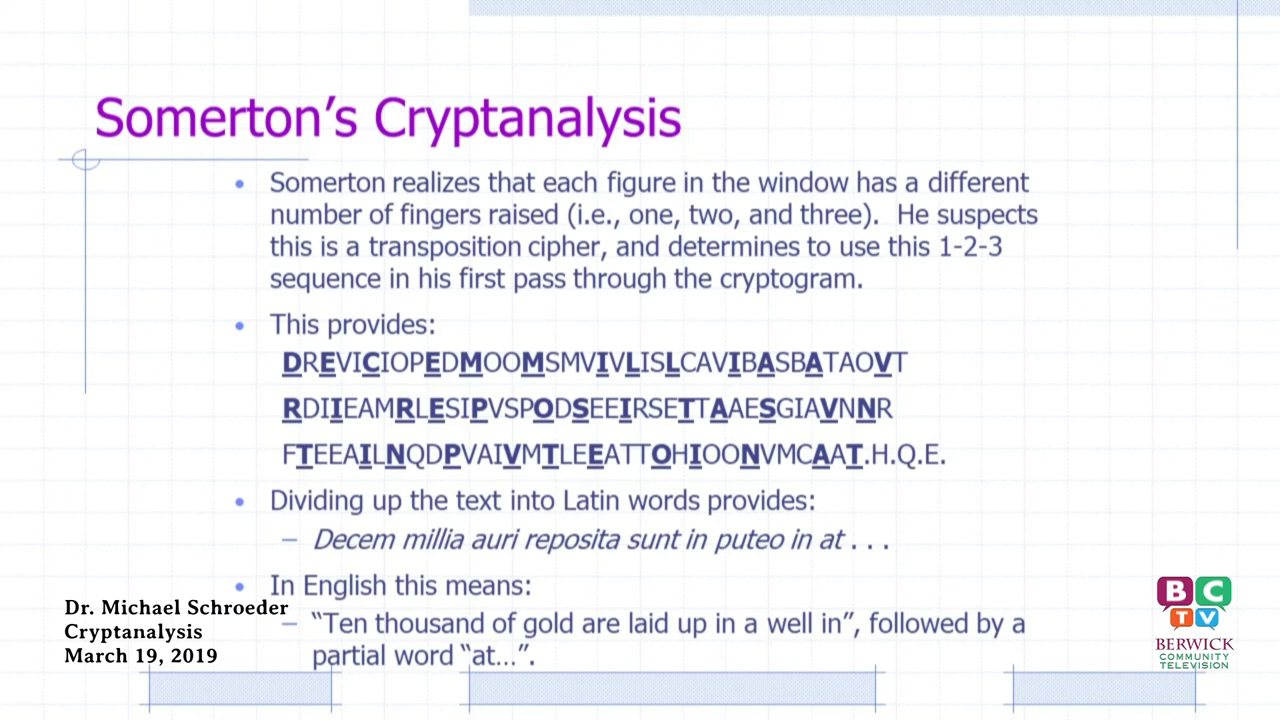 Somerton’s Cryptanalysis
• Somerton realizes that each figure in the window has a different
number of fingers raised (i.e., one, two, and three).  He suspects
this is a transposition cipher, and determines to use this 1-2-3
sequence in his first pass through the cryptogram.
• This provides:
DREVICIOPEDMOOMSMVIVLISLCAVIBASBATAOVT
RDIIEAMRLESIPVSPODSEEIRSETTAAESGIAVNNR
FTEEAILNQDPVAIVMTLEEATTOHIOONVMCAAT.H.Q.E.
• Dividing up the text into Latin words provides:
– Decem millia auri reposita sunt in puteo in at . . .
• In English this means:
– “Ten thousand of gold are laid up in a well in”, followed by a
partial word “at…”.
Dr. Michael Schroeder
Cryptanalysis
March 19, 2019
BCTV
BERWICK
COMMUNITY
TELEVISION